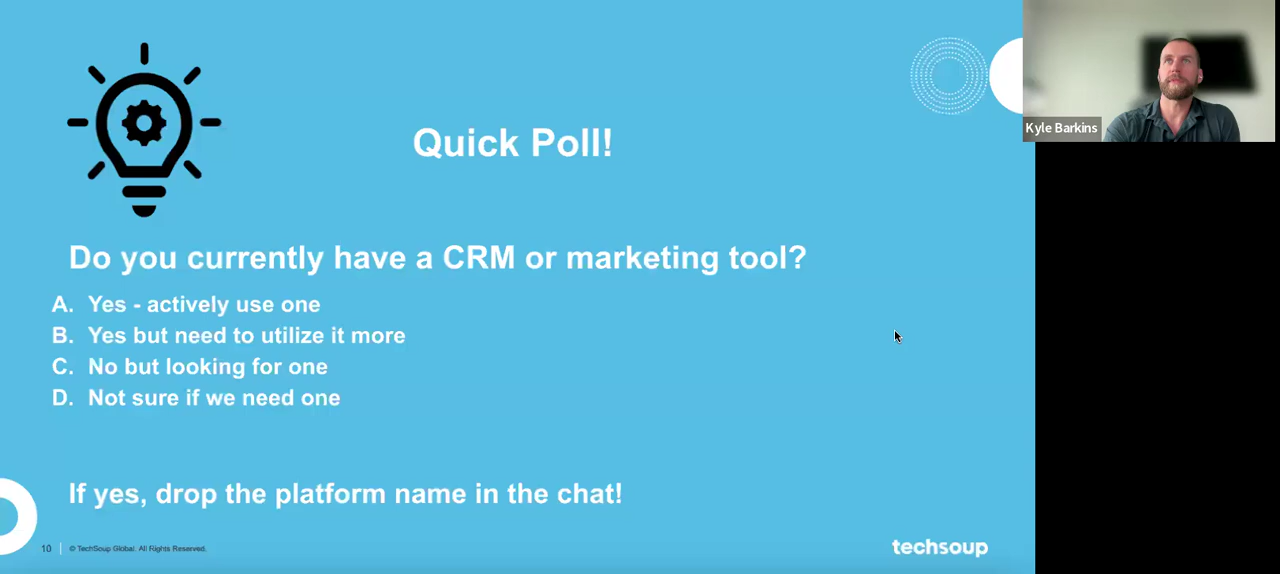 Quick Poll!
Do you currently have a CRM or marketing tool?
A. Yes - actively use one
B. Yes but need to utilize it more
C. No but looking for one
D. Not sure if we need one
If yes, drop the platform name in the chat!
10 © TechSoup Global. All Rights Reserved.
techsoup
Kyle Barkins